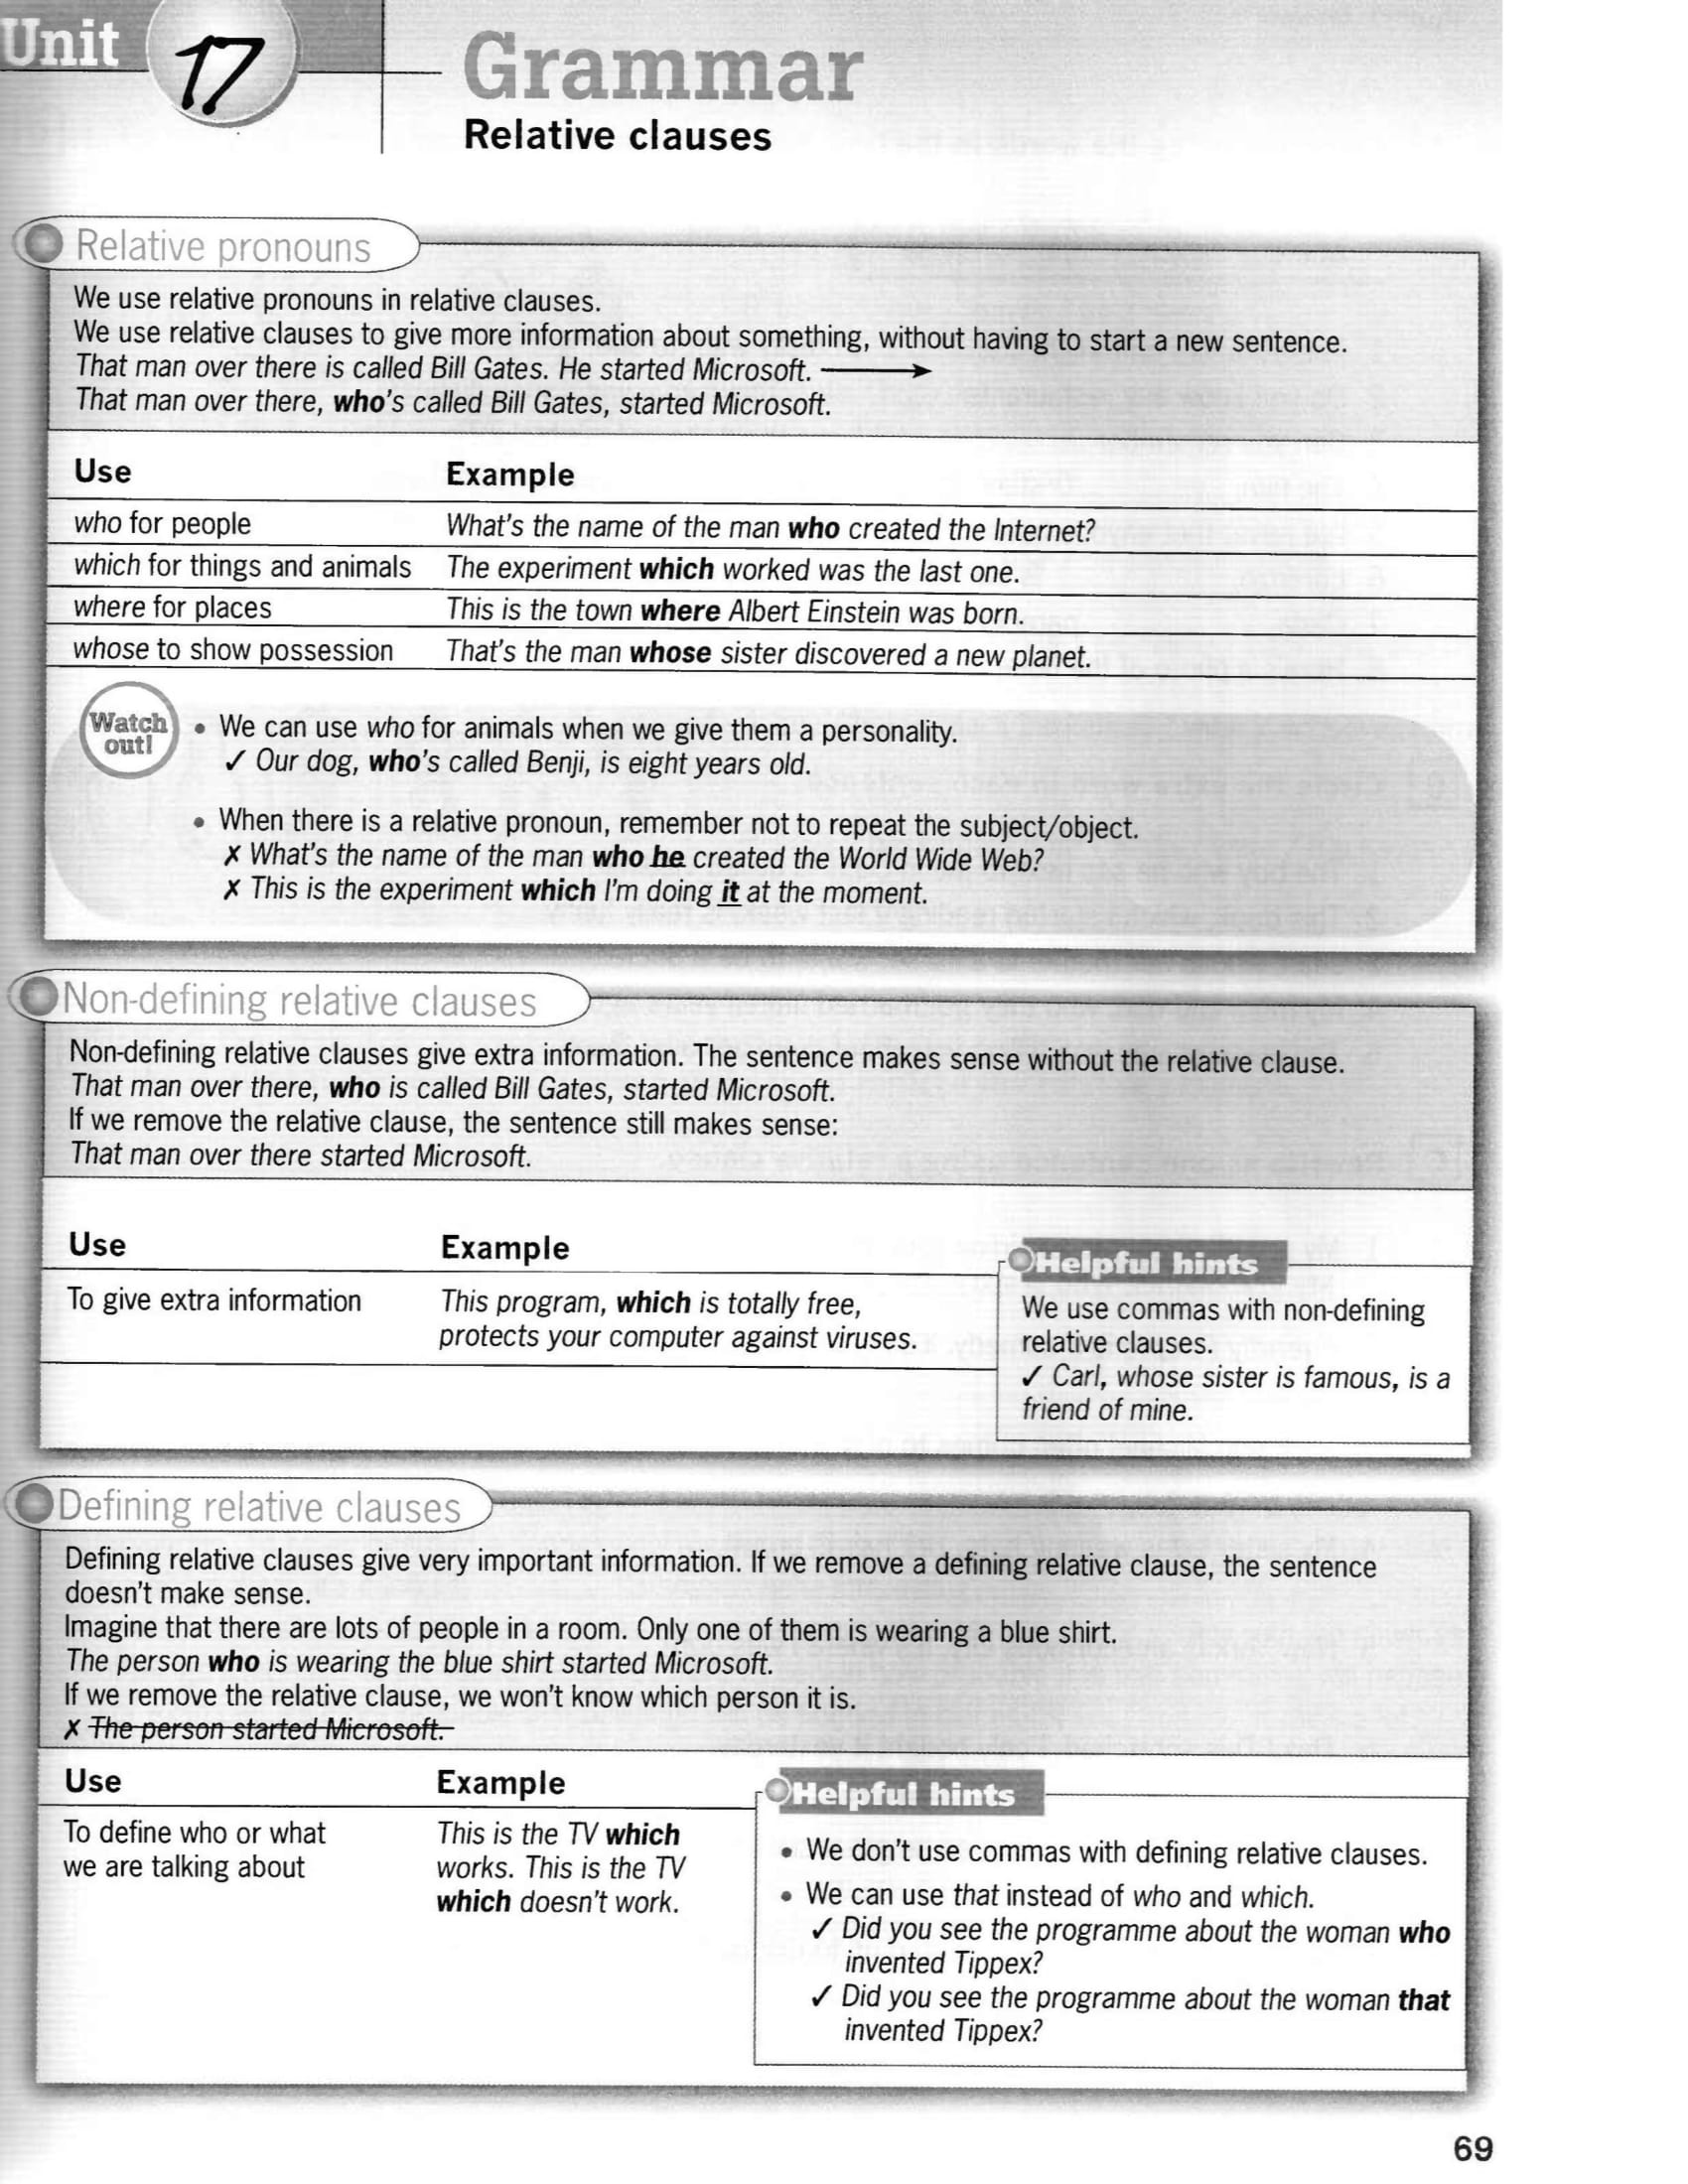 Unit 17
Grammar
Relative clauses
Relative pronouns
We use relative pronouns in relative clauses.
We use relative clauses to give more information about something, without having to start a new sentence.
That man over there is called Bill Gates. He started Microsoft. →
That man over there, who's called Bill Gates, started Microsoft.
Use Example
who for people What's the name of the man who created the Internet?
which for things and animals The experiment which worked was the last one.
where for places This is the town where Albert Einstein was born.
whose to show possession That's the man whose sister discovered a new planet.
Watch
out!
• We can use who for animals when we give them a personality.
✓ Our dog, who's called Benji, is eight years old.
• When there is a relative pronoun, remember not to repeat the subject/object.
✗ What's the name of the man who he created the World Wide Web?
✗ This is the experiment which I'm doing it at the moment.
Non-defining relative clauses
Non-defining relative clauses give extra information. The sentence makes sense without the relative clause.
That man over there, who is called Bill Gates, started Microsoft.
If we remove the relative clause, the sentence still makes sense:
That man over there started Microsoft.
Use Example
To give extra information This program, which is totally free,
protects your computer against viruses.
Helpful hints
We use commas with non-defining
relative clauses.
✓ Carl, whose sister is famous, is a
friend of mine.
Defining relative clauses
Defining relative clauses give very important information. If we remove a defining relative clause, the sentence
doesn't make sense.
Imagine that there are lots of people in a room. Only one of them is wearing a blue shirt.
The person who is wearing the blue shirt started Microsoft.
If we remove the relative clause, we won't know which person it is.
✗ The person started Microsoft.
Use Example
To define who or what This is the TV which
we are talking about works. This is the TV
which doesn't work.
Helpful hints
• We don't use commas with defining relative clauses.
• We can use that instead of who and which.
✓ Did you see the programme about the woman who
invented Tippex?
✓ Did you see the programme about the woman that
invented Tippex?
69